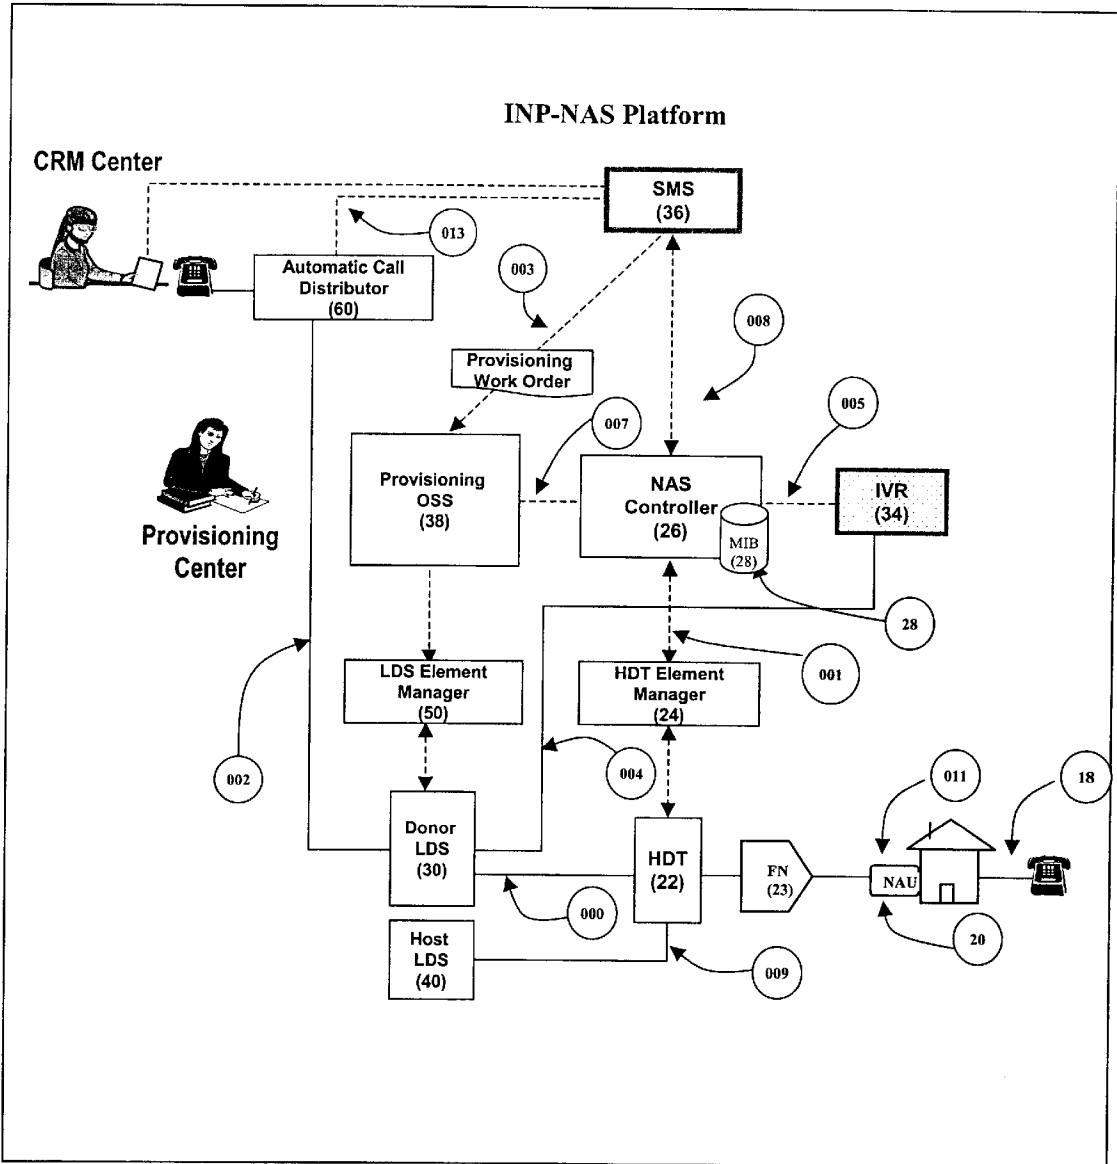 INP-NAS Platform
CRM Center
SMS
(36)
013
Automatic Call
Distributor
(60)
003
008
Provisioning
Work Order
005
007
Provisioning
OSS
(38)
NAS
Controller
(26)
IVR
(34)
MIB
(28)
Provisioning
Center
28
001
LDS Element
Manager
(50)
HDT Element
Manager
(24)
002
004
011
18
Donor
LDS
(30)
HDT
(22)
FN
(23)
NAU
000
20
Host
LDS
(40)
009